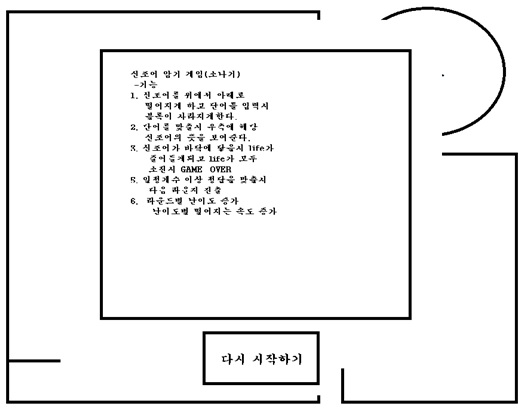 신조어 암기 게임(소나기)
-기능
1. 신조어를 위에서 아래로
떨어지게 하고 단어를 입력시
블록이 사라지게한다.
2. 단어를 맞출시 우측에 해당
신조어의 뜻을 보여준다.
3. 신조어가 바닥에 닿을시 life가
줄어들게되고 life가 모두
소진시 GAME OVER
5. 일정개수 이상 정답을 맞출시
다음 라운지 진출
6. 라운드별 난이도 증가
난이도별 떨어지는 속도 증가
다시 시작하기